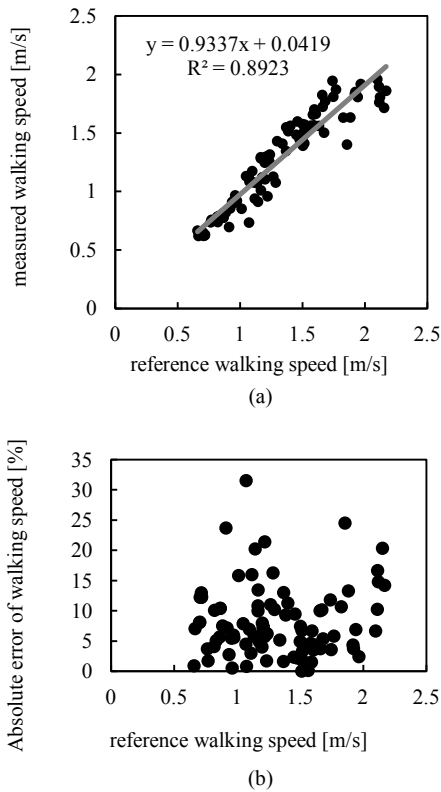 2.5
y = 0.9337x + 0.0419
R² = 0.8923
2
1.5
1
0.5
0
measured walking speed [m/s]
0 0.5 1 1.5 2 2.5
reference walking speed [m/s]
(a)
35
30
25
20
15
10
5
0
Absolute error of walking speed [%]
0 0.5 1 1.5 2 2.5
reference walking speed [m/s]
(b)